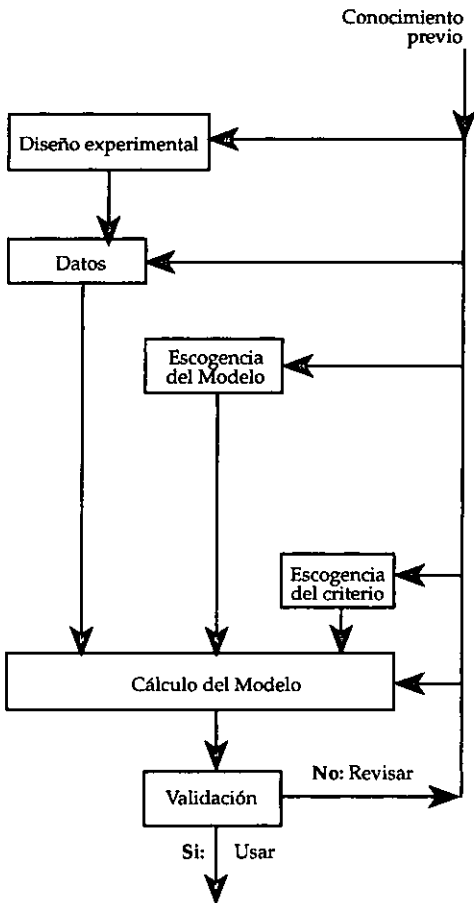 Conocimiento
previo
Diseño experimental
Datos
Escogencia
del Modelo
Escogencia
del criterio
Cálculo del Modelo
No: Revisar
Validación
Si: Usar